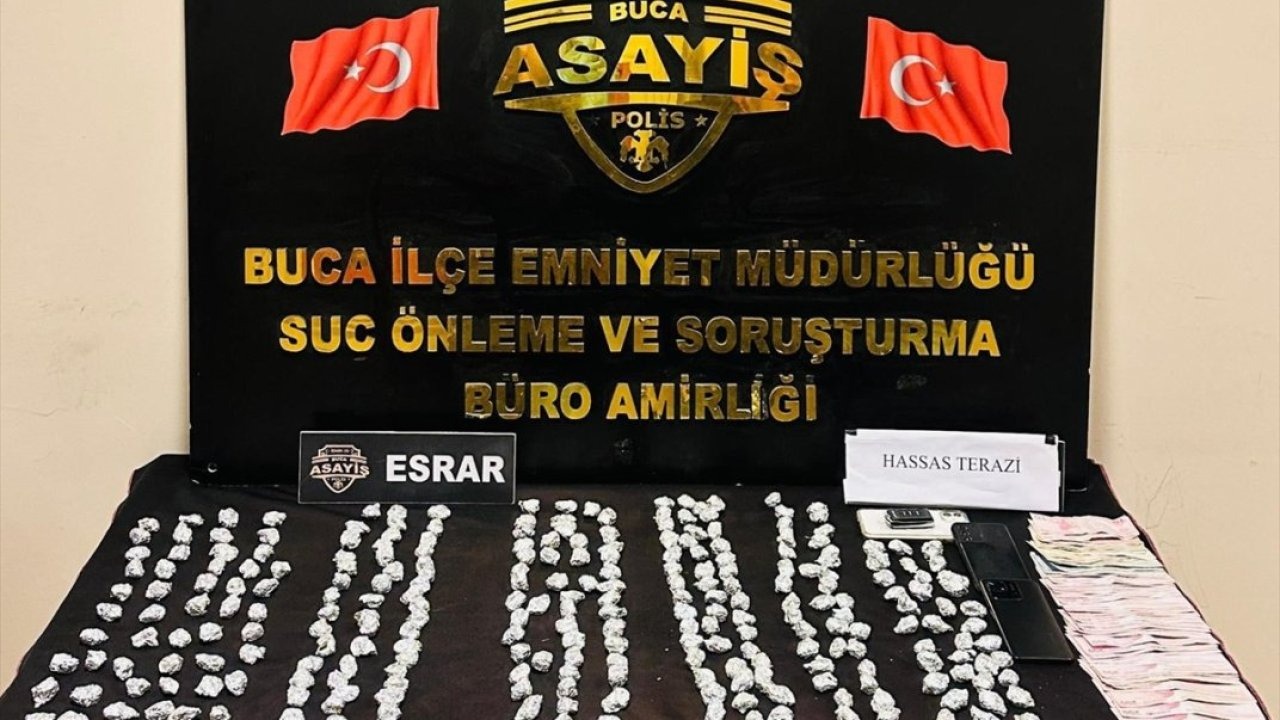 BUCA
ASAYİŞ
POLİS
BUCA İLÇE EMNİYET MÜDÜRLÜĞÜ
SUC ÖNLEME VE SORUŞTURMA
BÜRO AMİRLİĞİ
BUCA
ASAYİŞ
POLİS
ESRAR
HASSAS TERAZİ